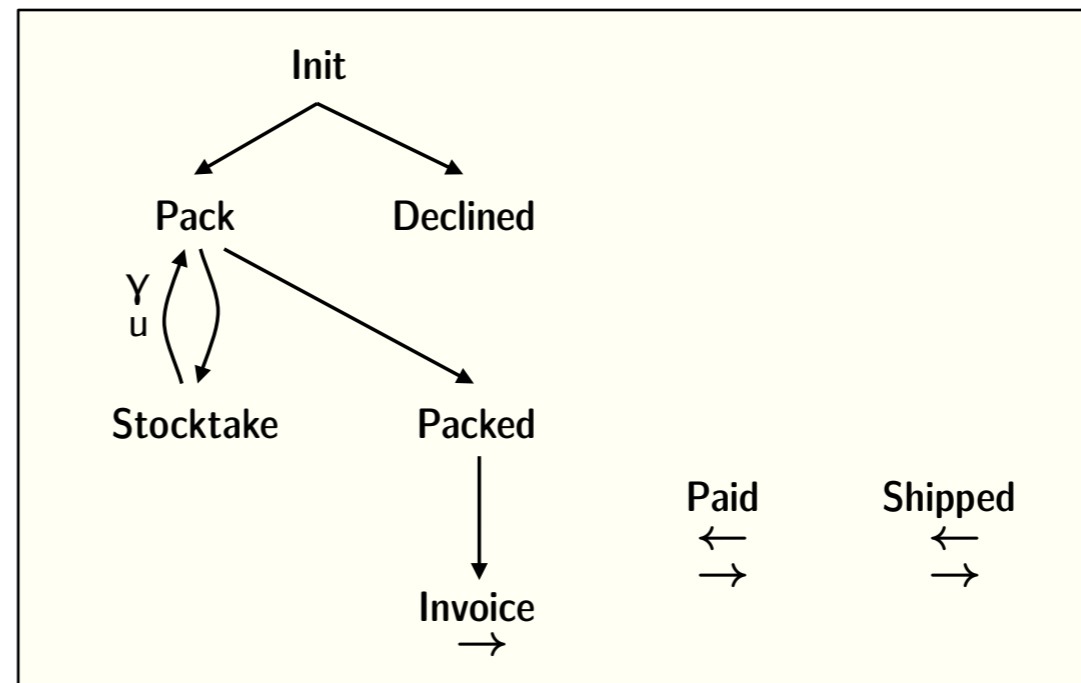 Init
Pack Declined
γ
u
Stocktake Packed
Paid Shipped
← ←
→ →
Invoice
→